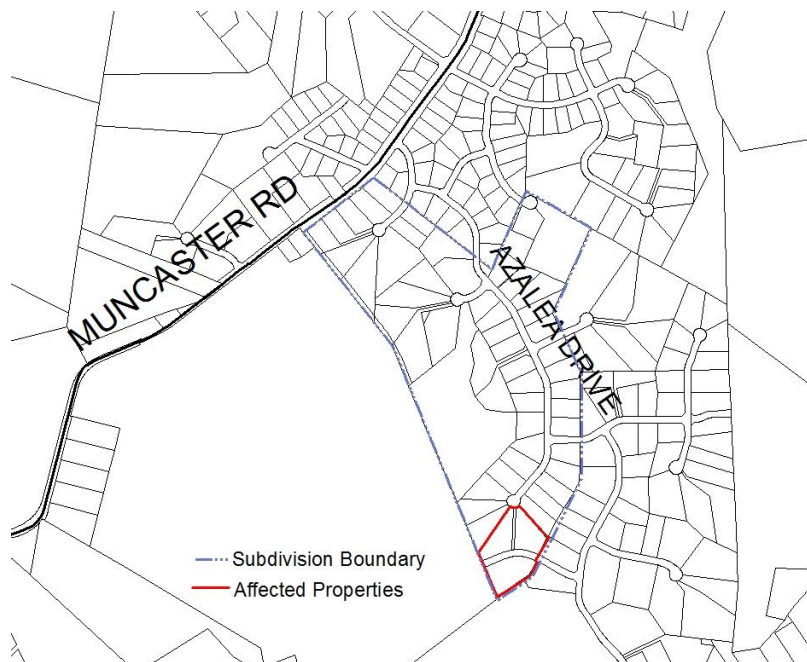 MUNCASTER RD
AZALEA DRIVE
Subdivision Boundary
Affected Properties